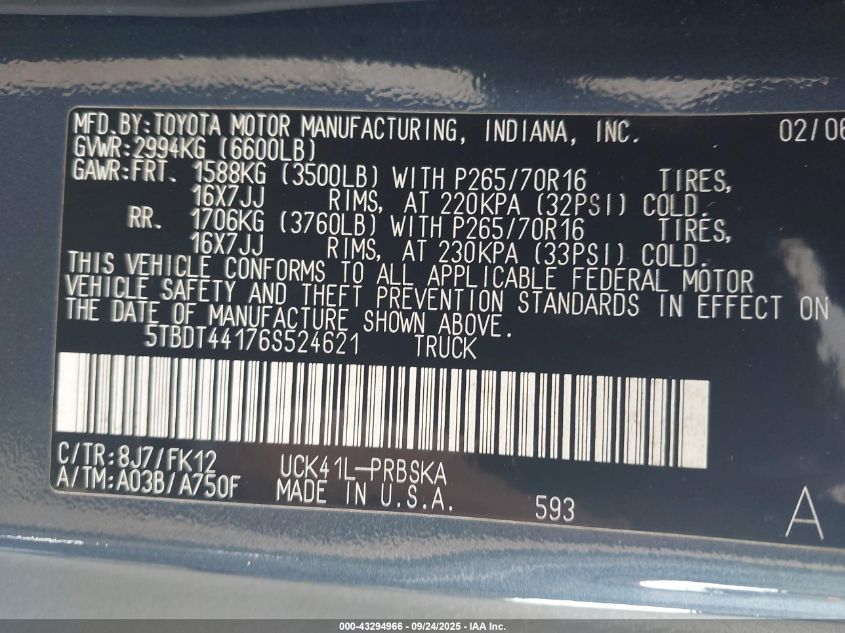 MFD. BY: TOYOTA MOTOR MANUFACTURING, INDIANA, INC. 02/06
GVWR: 2994KG (6600LB)
GAWR: FRT. 1588KG (3500LB) WITH P265/70R16 TIRES,
16X7JJ RIMS, AT 220KPA (32PSI) COLD.
RR. 1706KG (3760LB) WITH P265/70R16 TIRES,
16X7JJ RIMS, AT 230KPA (33PSI) COLD.
THIS VEHICLE CONFORMS TO ALL APPLICABLE FEDERAL MOTOR
VEHICLE SAFETY AND THEFT PREVENTION STANDARDS IN EFFECT ON
THE DATE OF MANUFACTURE SHOWN ABOVE.
5TBDT44176S524621 TRUCK
C/TR: 8J7/FK12 UCK41L-PRBSKA
A/TM: A03B/A750F MADE IN U.S.A. 593 A
000-43294966 - 09/24/2025 - IAA Inc.